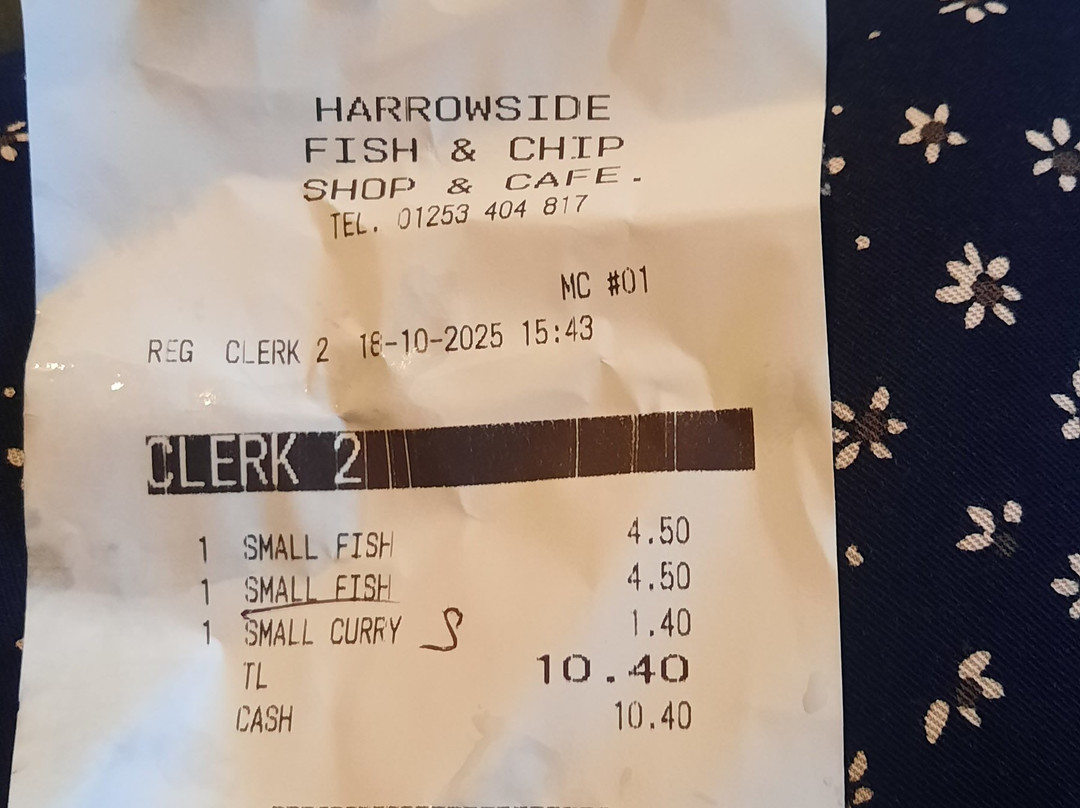 HARROWSIDE
FISH & CHIP
SHOP & CAFE.
TEL. 01253 404 817
MC #01
REG CLERK 2 18-10-2025 15:43
CLERK 2
1 SMALL FISH 4.50
1 SMALL FISH 4.50
1 SMALL CURRY S 1.40
TL 10.40
CASH 10.40